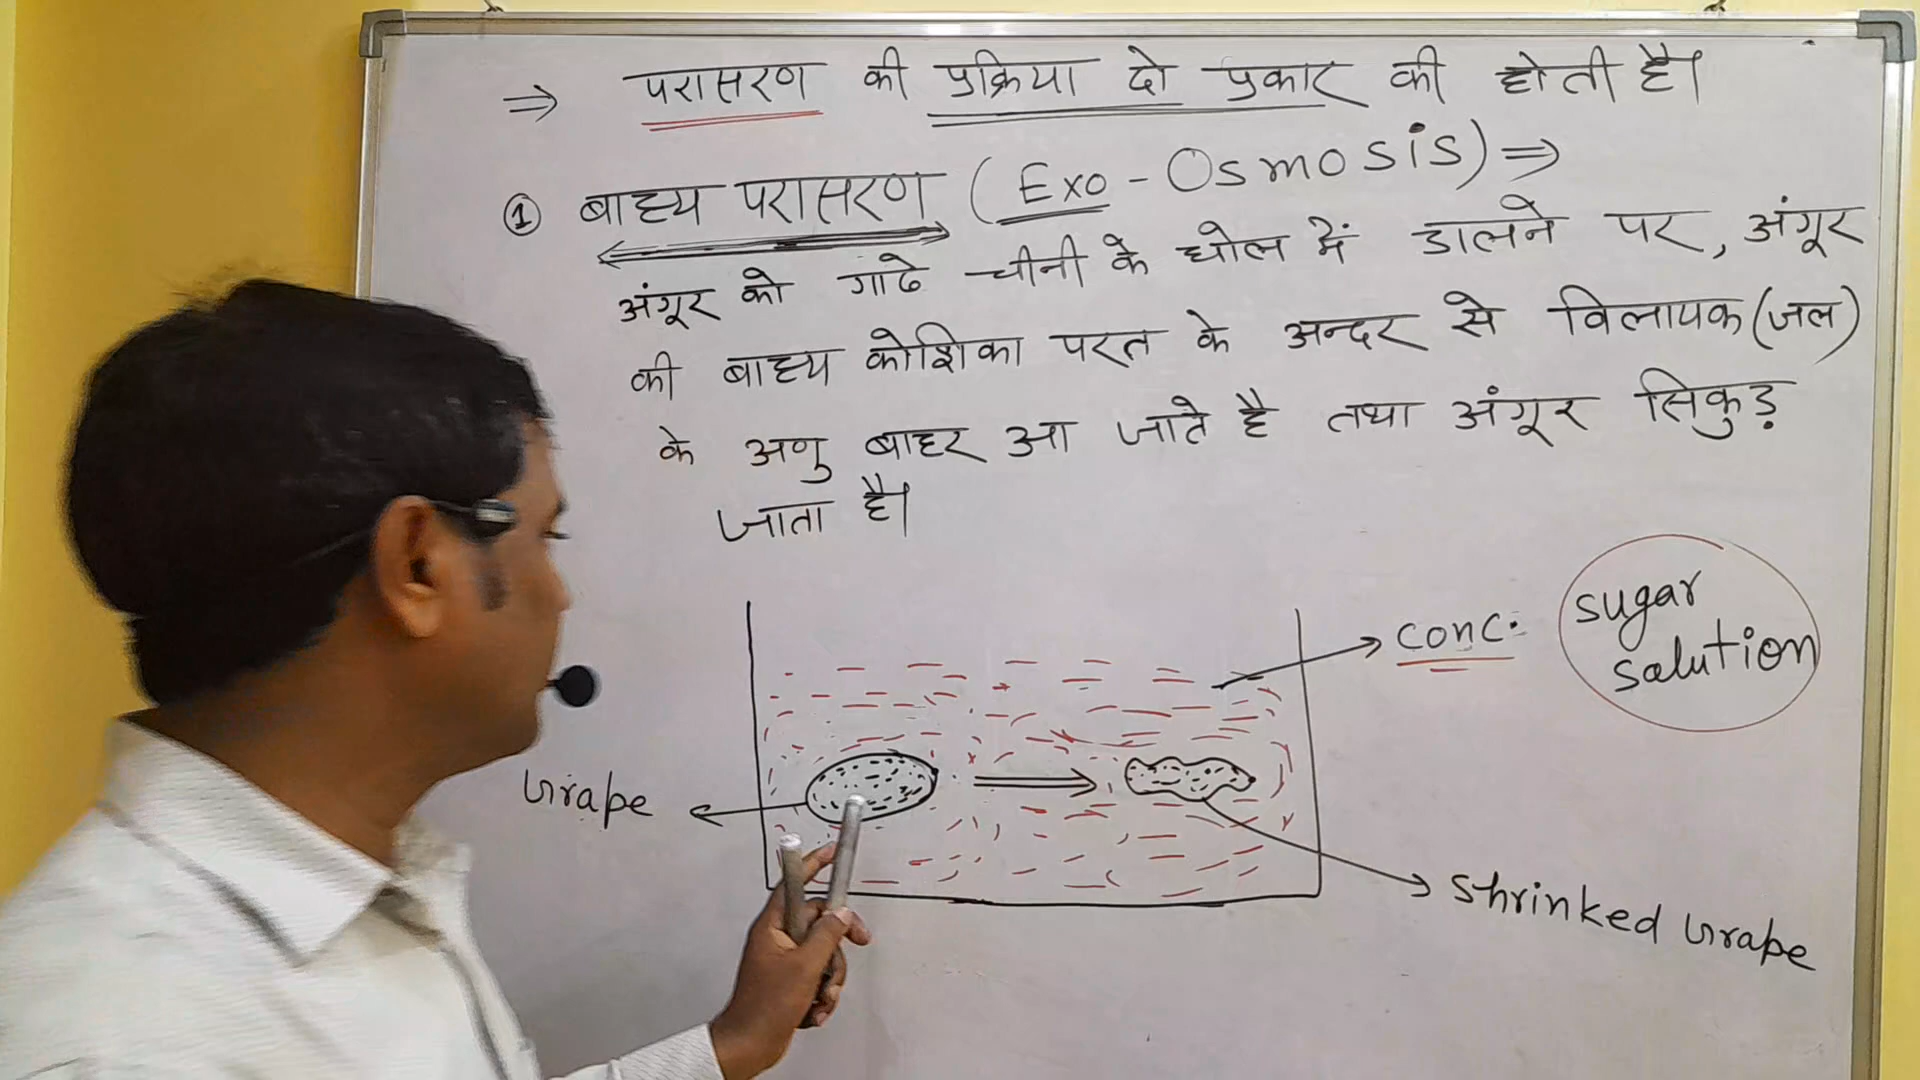 ⇒ परासरण की प्रक्रिया दो प्रकार की होती है।
① बाह्य परासरण (Exo-Osmosis) ⇒
अंगूर को गाढे चीनी के घोल में डालने पर, अंगूर
की बाह्य कोशिका परत के अन्दर से विलायक (जल)
के अणु बाहर आ जाते है तथा अंगूर सिकुड़
जाता है।
conc. sugar
salution
Grape
shrinked Grape